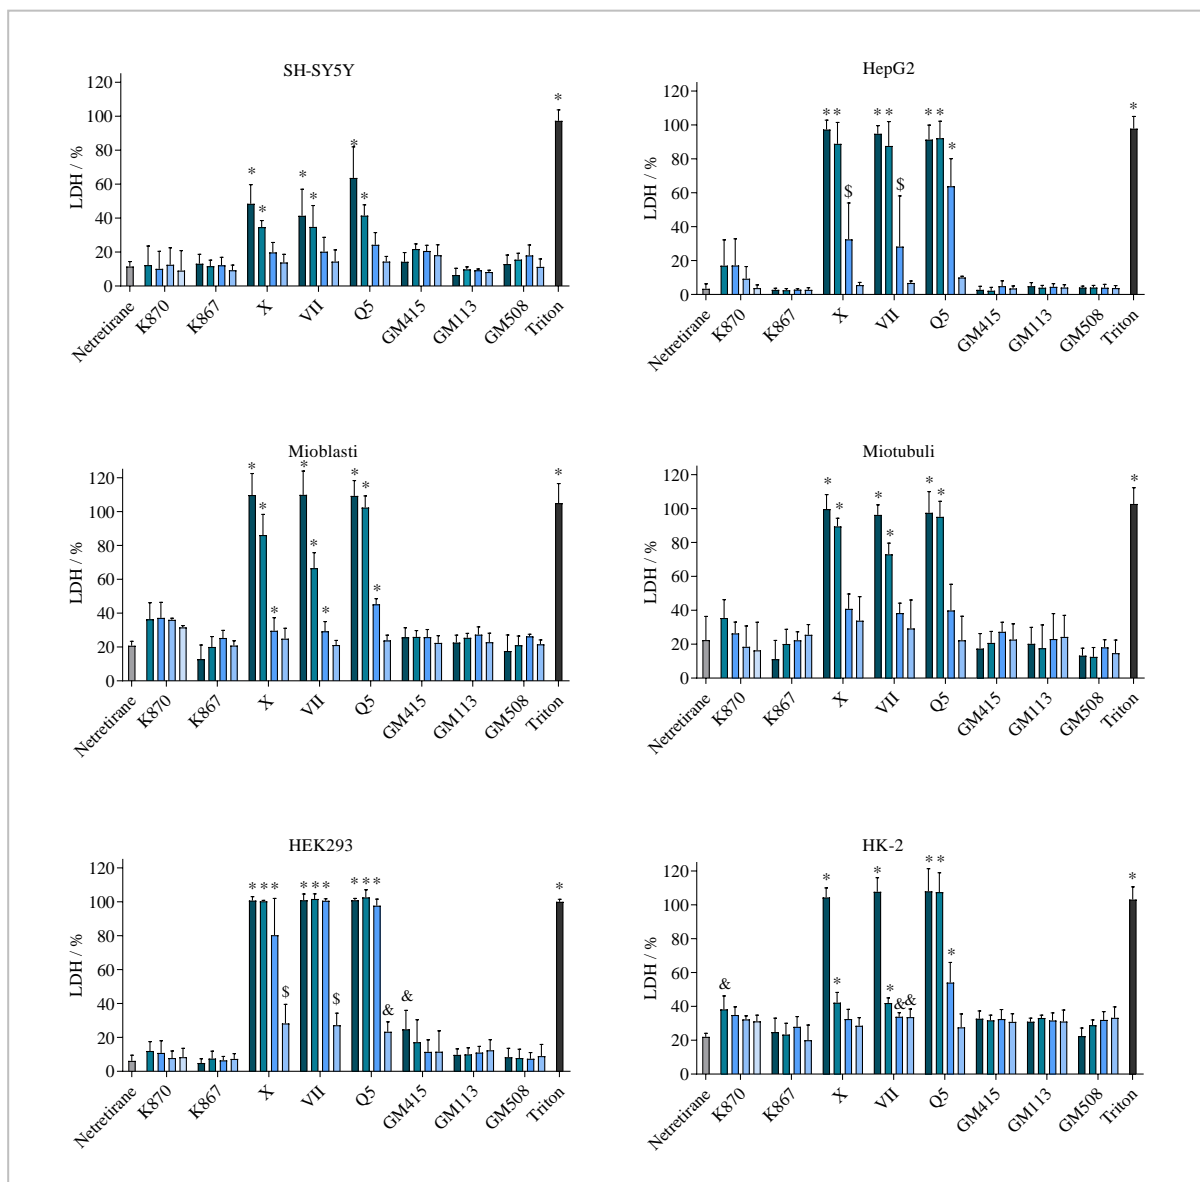 SH-SY5Y
LDH / %
120
100
80
60
40
20
0
* * * * * * *
Netretirane K870 K867 X VII Q5 GM415 GM113 GM508 Triton
HepG2
LDH / %
120
100
80
60
40
20
0
* * $ * * $ * * * *
Netretirane K870 K867 X VII Q5 GM415 GM113 GM508 Triton
Mioblasti
LDH / %
120
100
80
60
40
20
0
* * * * * * * * * *
Netretirane K870 K867 X VII Q5 GM415 GM113 GM508 Triton
Miotubuli
LDH / %
120
100
80
60
40
20
0
* * * * * * *
Netretirane K870 K867 X VII Q5 GM415 GM113 GM508 Triton
HEK293
LDH / %
120
100
80
60
40
20
0
* * * $ * * * $ * * * & & *
Netretirane K870 K867 X VII Q5 GM415 GM113 GM508 Triton
HK-2
LDH / %
120
100
80
60
40
20
0
& * * * * & & * * * *
Netretirane K870 K867 X VII Q5 GM415 GM113 GM508 Triton